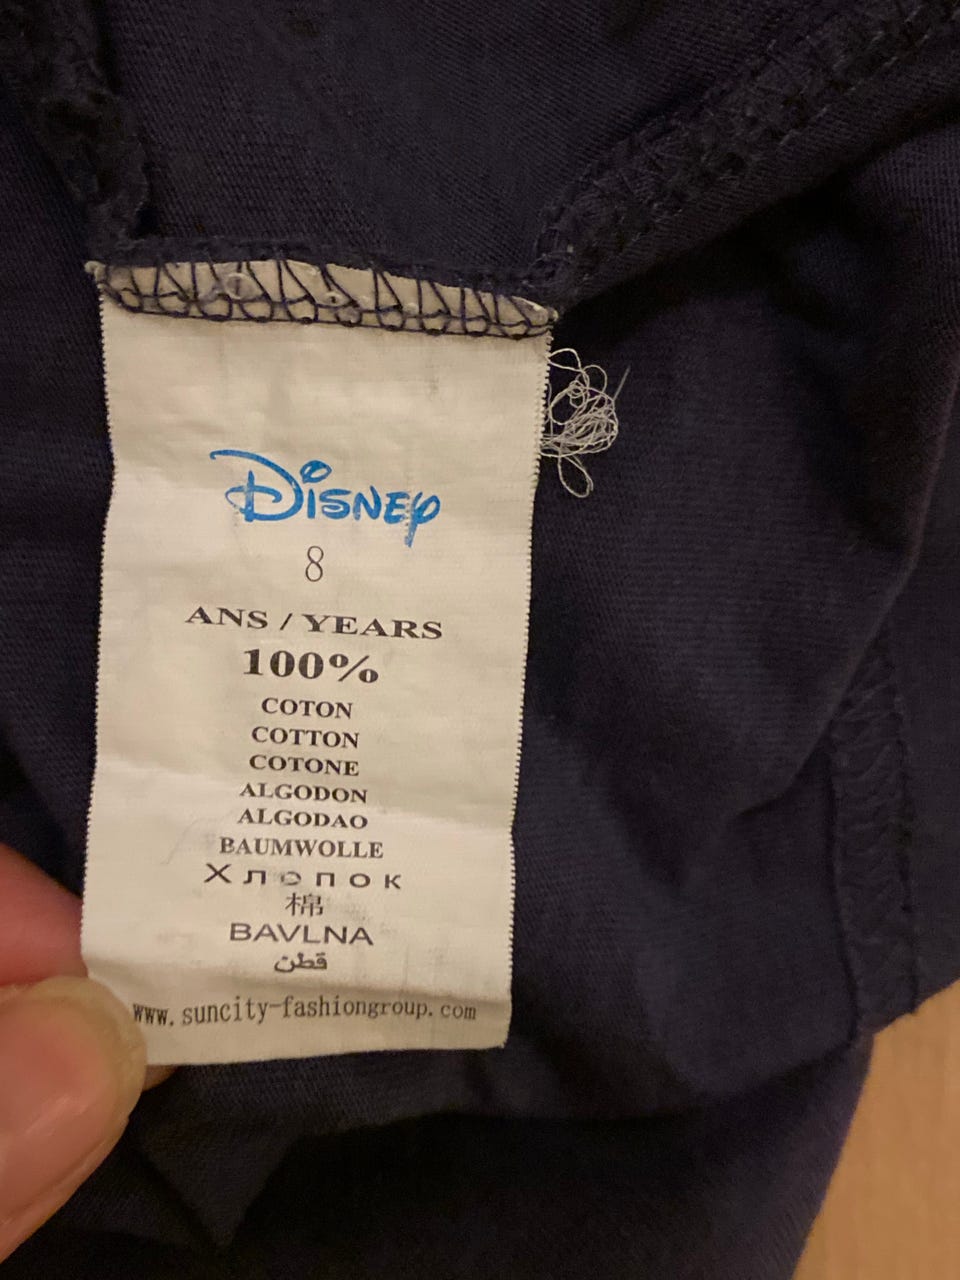 Disney
8
ANS / YEARS
100%
COTON
COTTON
COTONE
ALGODON
ALGODAO
BAUMWOLLE
Хлопок
棉
BAVLNA
قطن
www.suncity-fashiongroup.com